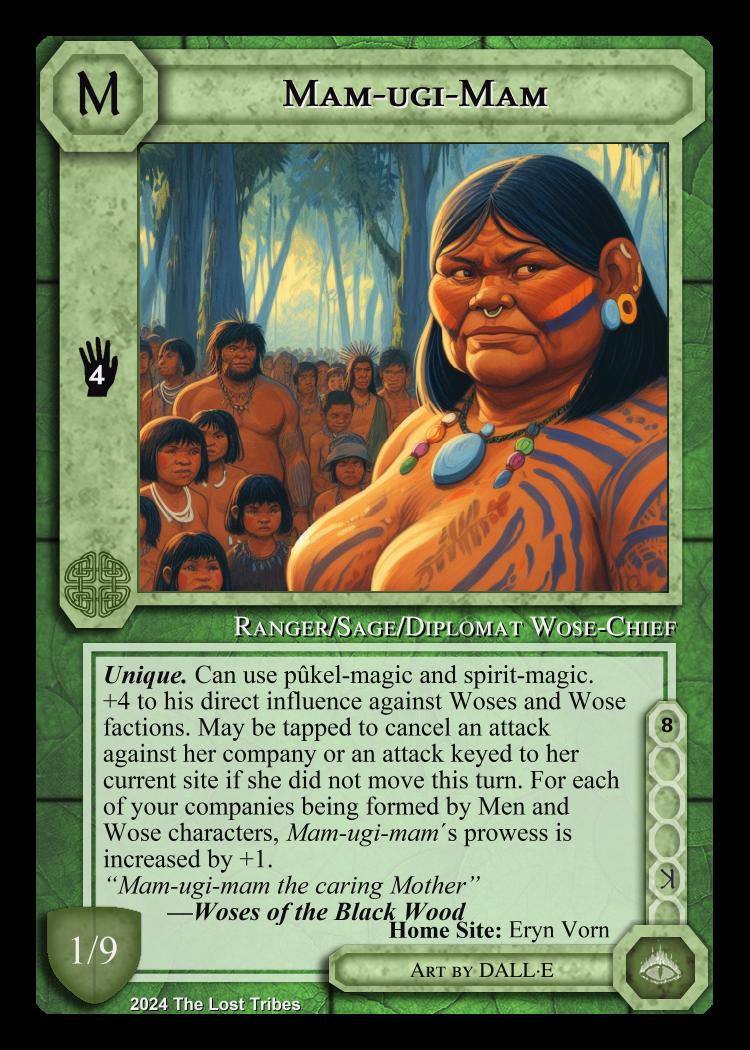 M
Mam-ugi-Mam
4
Ranger/Sage/Diplomat Wose-Chief
Unique. Can use pûkel-magic and spirit-magic.
+4 to his direct influence against Woses and Wose
factions. May be tapped to cancel an attack
against her company or an attack keyed to her
current site if she did not move this turn. For each
of your companies being formed by Men and
Wose characters, Mam-ugi-mam´s prowess is
increased by +1.
“Mam-ugi-mam the caring Mother”
—Woses of the Black Wood
Home Site: Eryn Vorn
8
1/9
Art by DALL·E
2024 The Lost Tribes